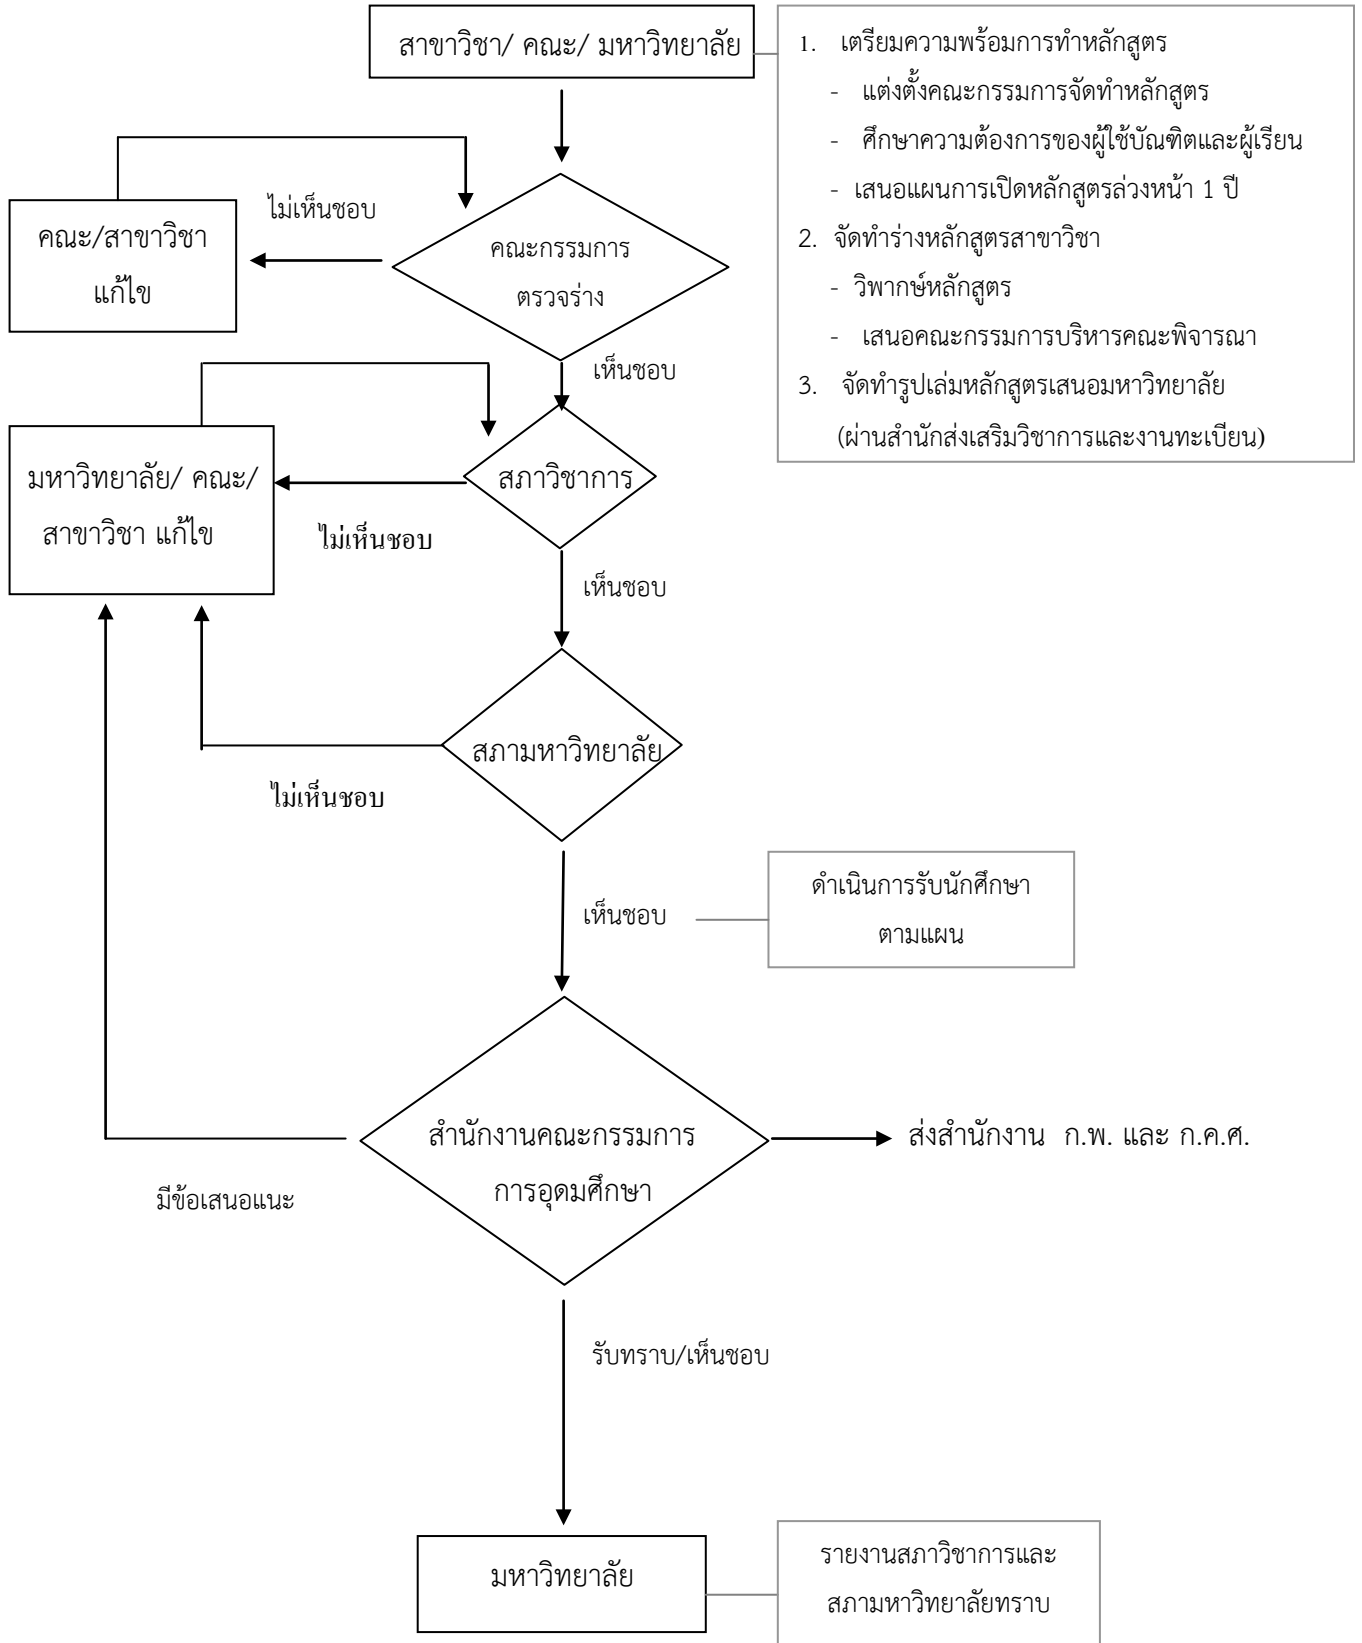 สาขาวิชา/ คณะ/ มหาวิทยาลัย
1. เตรียมความพร้อมการทำหลักสูตร
- แต่งตั้งคณะกรรมการจัดทำหลักสูตร
- ศึกษาความต้องการของผู้ใช้บัณฑิตและผู้เรียน
- เสนอแผนการเปิดหลักสูตรล่วงหน้า 1 ปี
2. จัดทำร่างหลักสูตรสาขาวิชา
- วิพากษ์หลักสูตร
- เสนอคณะกรรมการบริหารคณะพิจารณา
3. จัดทำรูปเล่มหลักสูตรเสนอมหาวิทยาลัย
(ผ่านสำนักส่งเสริมวิชาการและงานทะเบียน)
ไม่เห็นชอบ
คณะ/สาขาวิชา
แก้ไข
คณะกรรมการ
ตรวจร่าง
เห็นชอบ
มหาวิทยาลัย/ คณะ/
สาขาวิชา แก้ไข
สภาวิชาการ
ไม่เห็นชอบ
เห็นชอบ
สภามหาวิทยาลัย
ไม่เห็นชอบ
เห็นชอบ
ดำเนินการรับนักศึกษา
ตามแผน
สำนักงานคณะกรรมการ
การอุดมศึกษา
ส่งสำนักงาน ก.พ. และ ก.ค.ศ.
มีข้อเสนอแนะ
รับทราบ/เห็นชอบ
มหาวิทยาลัย
รายงานสภาวิชาการและ
สภามหาวิทยาลัยทราบ